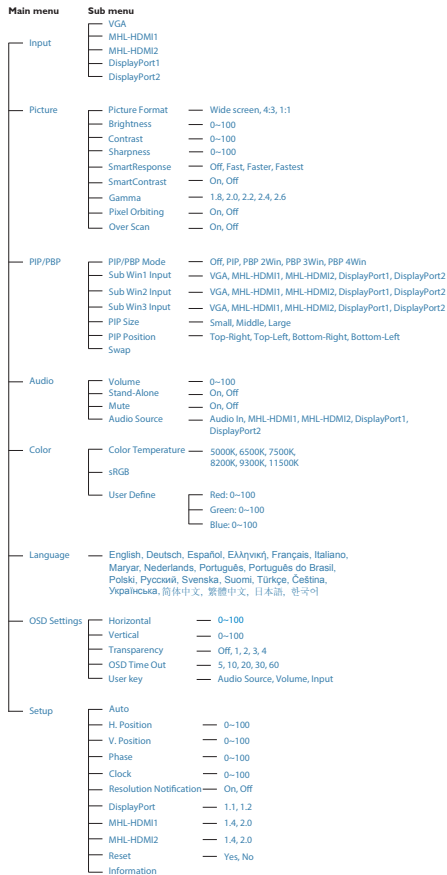 Main menu Sub menu
VGA
Input MHL-HDMI1
MHL-HDMI2
DisplayPort1
DisplayPort2
Picture Picture Format Wide screen, 4:3, 1:1
Brightness 0~100
Contrast 0~100
Sharpness 0~100
SmartResponse Off, Fast, Faster, Fastest
SmartContrast On, Off
Gamma 1.8, 2.0, 2.2, 2.4, 2.6
Pixel Orbiting On, Off
Over Scan On, Off
PIP/PBP PIP/PBP Mode Off, PIP, PBP 2Win, PBP 3Win, PBP 4Win
Sub Win1 Input VGA, MHL-HDMI1, MHL-HDMI2, DisplayPort1, DisplayPort2
Sub Win2 Input VGA, MHL-HDMI1, MHL-HDMI2, DisplayPort1, DisplayPort2
Sub Win3 Input VGA, MHL-HDMI1, MHL-HDMI2, DisplayPort1, DisplayPort2
PIP Size Small, Middle, Large
PIP Position Top-Right, Top-Left, Bottom-Right, Bottom-Left
Swap
Audio Volume 0~100
Stand-Alone On, Off
Mute On, Off
Audio Source Audio In, MHL-HDMI1, MHL-HDMI2, DisplayPort1,
DisplayPort2
Color Color Temperature 5000K, 6500K, 7500K,
8200K, 9300K, 11500K
sRGB
User Define Red: 0~100
Green: 0~100
Blue: 0~100
Language English, Deutsch, Español, Ελληνική, Français, Italiano,
Maryar, Nederlands, Português, Português do Brasil,
Polski, Русский, Svenska, Suomi, Türkçe, Čeština,
Українська, 简体中文, 繁體中文, 日本語, 한국어
OSD Settings Horizontal 0~100
Vertical 0~100
Transparency Off, 1, 2, 3, 4
OSD Time Out 5, 10, 20, 30, 60
User key Audio Source, Volume, Input
Setup Auto
H. Position 0~100
V. Position 0~100
Phase 0~100
Clock 0~100
Resolution Notification On, Off
DisplayPort 1.1, 1.2
MHL-HDMI1 1.4, 2.0
MHL-HDMI2 1.4, 2.0
Reset Yes, No
Information